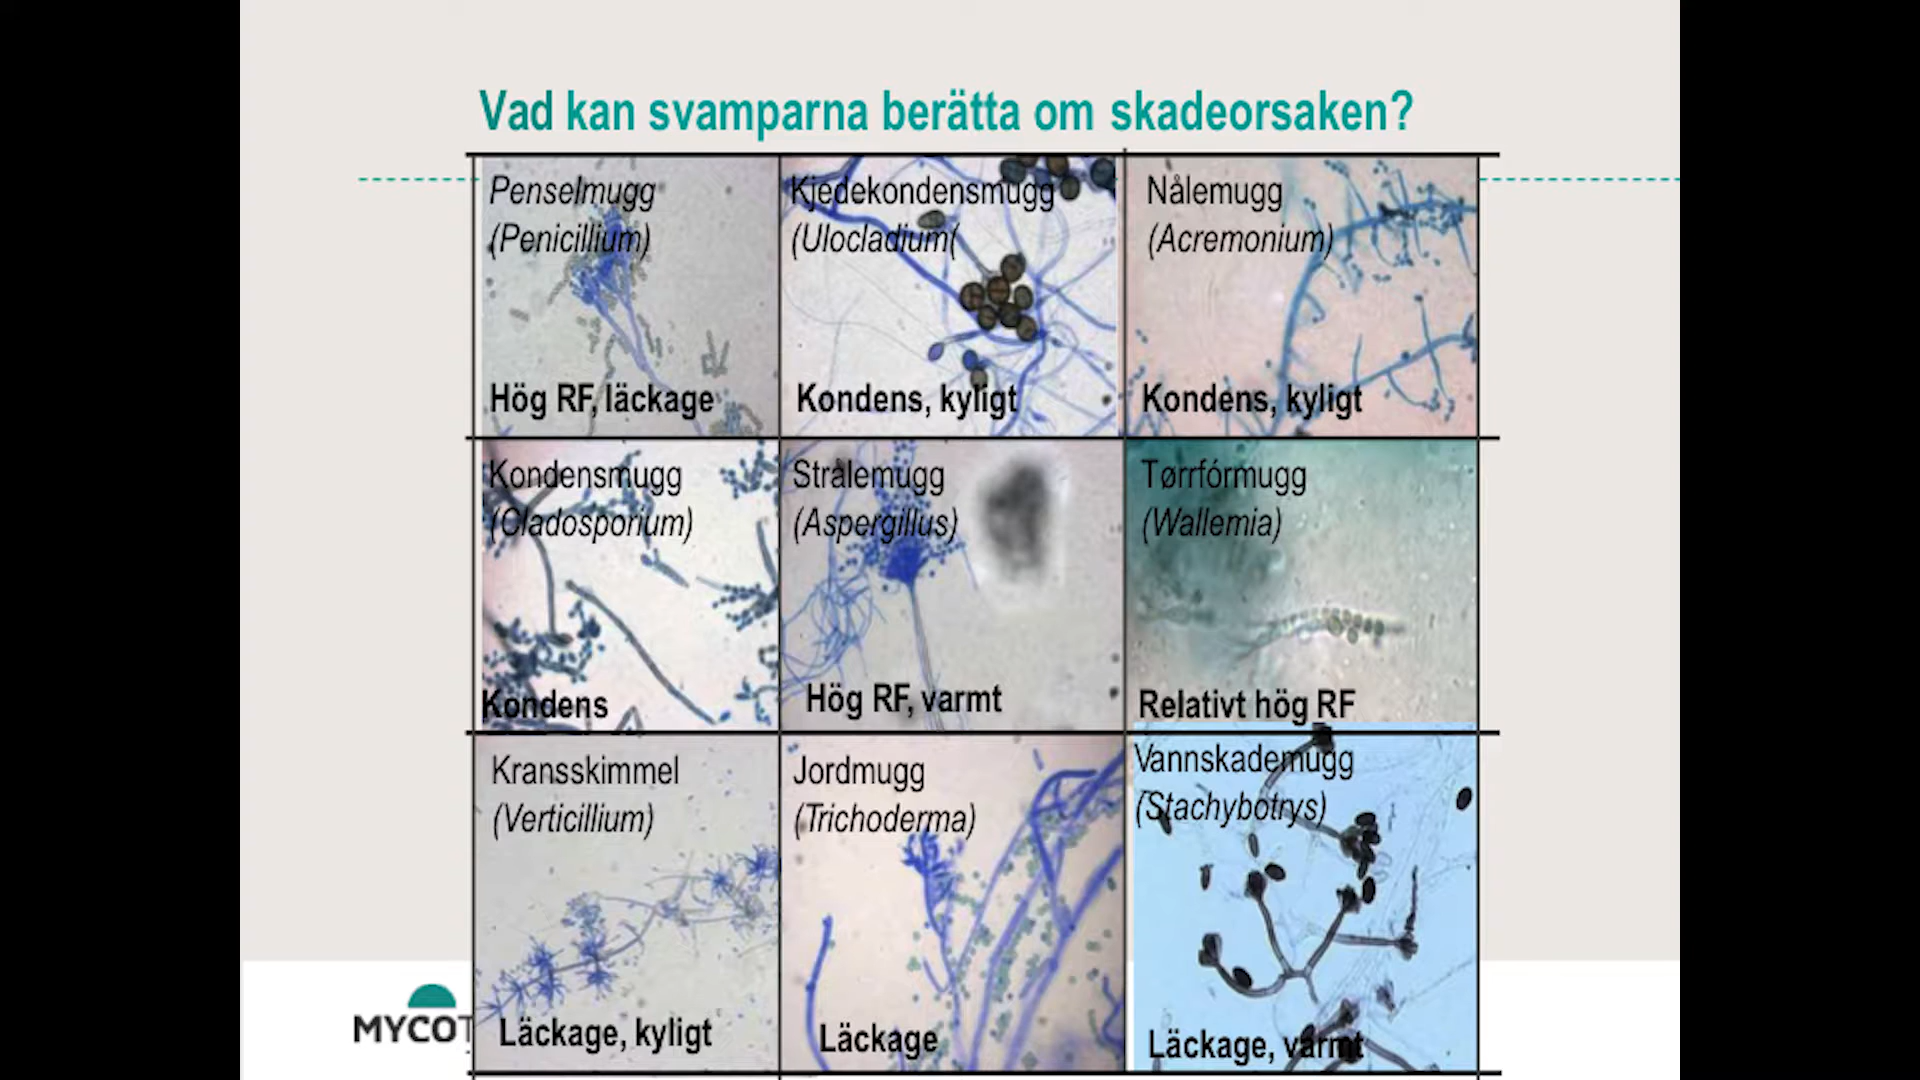 Vad kan svamparna berätta om skadeorsaken?
Penselmugg
(Penicillium)
Hög RF, läckage
Kjedekondensmugg
(Ulocladium(
Kondens, kyligt
Nålemugg
(Acremonium)
Kondens, kyligt
Kondensmugg
(Cladosporium)
Kondens
Strålemugg
(Aspergillus)
Hög RF, varmt
Tørrfórmugg
(Wallemia)
Relativt hög RF
Kransskimmel
(Verticillium)
Läckage, kyligt
Jordmugg
(Trichoderma)
Läckage
Vannskademugg
(Stachybotrys)
Läckage, varmt
MYCOT